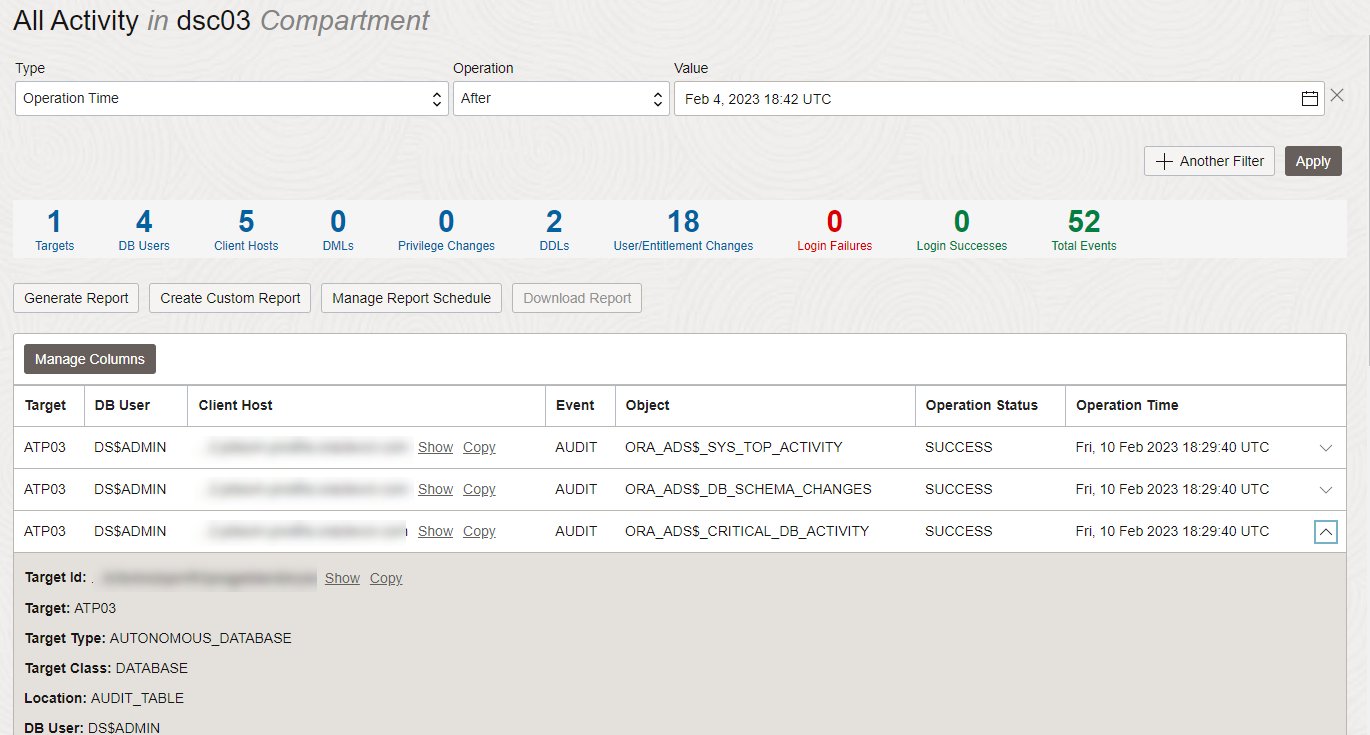 All Activity in dsc03 Compartment
Type Operation Value
Operation Time After Feb 4, 2023 18:42 UTC
Another Filter Apply
1 4 5 0 0 2 18 0 0 52
Targets DB Users Client Hosts DMLs Privilege Changes DDLs User/Entitlement Changes Login Failures Login Successes Total Events
Generate Report Create Custom Report Manage Report Schedule Download Report
Manage Columns
Target DB User Client Host Event Object Operation Status Operation Time
ATP03 DS$ADMIN Show Copy AUDIT ORA_ADS$_SYS_TOP_ACTIVITY SUCCESS Fri, 10 Feb 2023 18:29:40 UTC
ATP03 DS$ADMIN Show Copy AUDIT ORA_ADS$_DB_SCHEMA_CHANGES SUCCESS Fri, 10 Feb 2023 18:29:40 UTC
ATP03 DS$ADMIN Show Copy AUDIT ORA_ADS$_CRITICAL_DB_ACTIVITY SUCCESS Fri, 10 Feb 2023 18:29:40 UTC
Target Id: Show Copy
Target: ATP03
Target Type: AUTONOMOUS_DATABASE
Target Class: DATABASE
Location: AUDIT_TABLE
DB User: DS$ADMIN